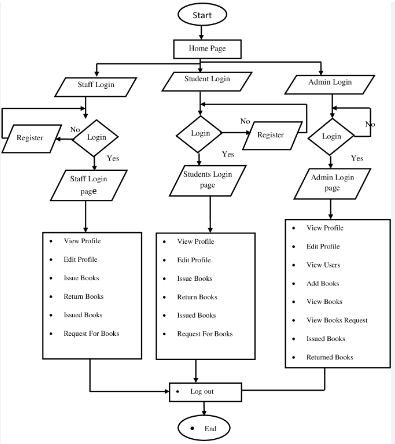 Start
Home Page
Staff Login
Student Login
Admin Login
No
Register
Login
Yes
No
Login
Register
Yes
No
Login
Yes
Staff Login
page
Students Login
page
Admin Login
page
• View Profile
• Edit Profile
• Issue Books
• Return Books
• Issued Books
• Request For Books
• View Profile
• Edit Profile
• Issue Books
• Return Books
• Issued Books
• Request For Books
• View Profile
• Edit Profile
• View Users
• Add Books
• View Books
• View Books Request
• Issued Books
• Returned Books
• Log out
• End